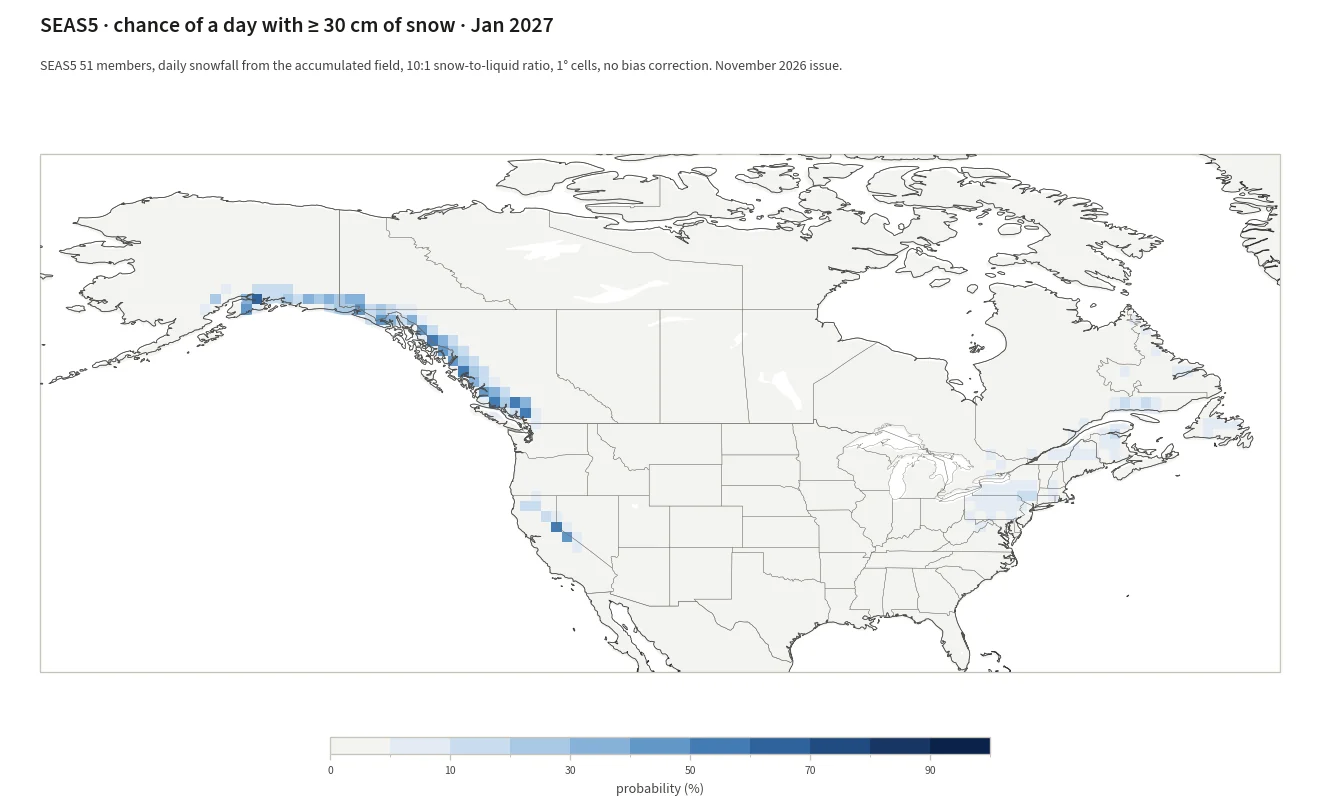 SEAS5 · chance of a day with ≥ 30 cm of snow · Jan 2027
SEAS5 51 members, daily snowfall from the accumulated field, 10:1 snow-to-liquid ratio, 1° cells, no bias correction. November 2026 issue.
0 10 30 50 70 90
probability (%)